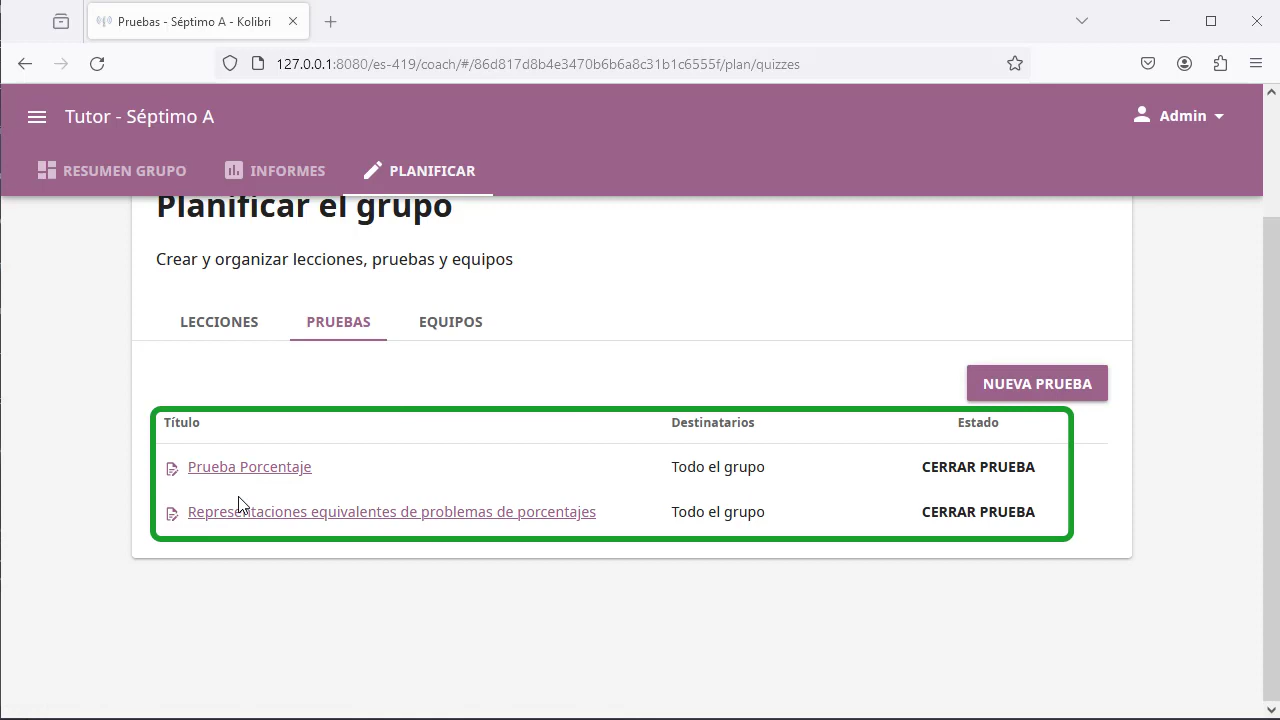 Pruebas - Séptimo A - Kolibri
127.0.0.1:8080/es-419/coach/#/86d817d8b4e3470b6b6a8c31b1c6555f/plan/quizzes
Tutor - Séptimo A
Admin
RESUMEN GRUPO INFORMES PLANIFICAR
Planificar el grupo
Crear y organizar lecciones, pruebas y equipos
LECCIONES PRUEBAS EQUIPOS
NUEVA PRUEBA
Título Destinatarios Estado
Prueba Porcentaje Todo el grupo CERRAR PRUEBA
Representaciones equivalentes de problemas de porcentajes Todo el grupo CERRAR PRUEBA